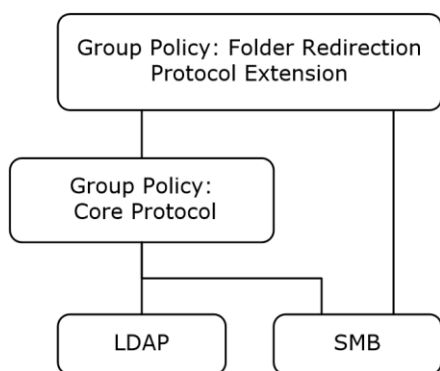 Group Policy: Folder Redirection
Protocol Extension
Group Policy:
Core Protocol
LDAP
SMB